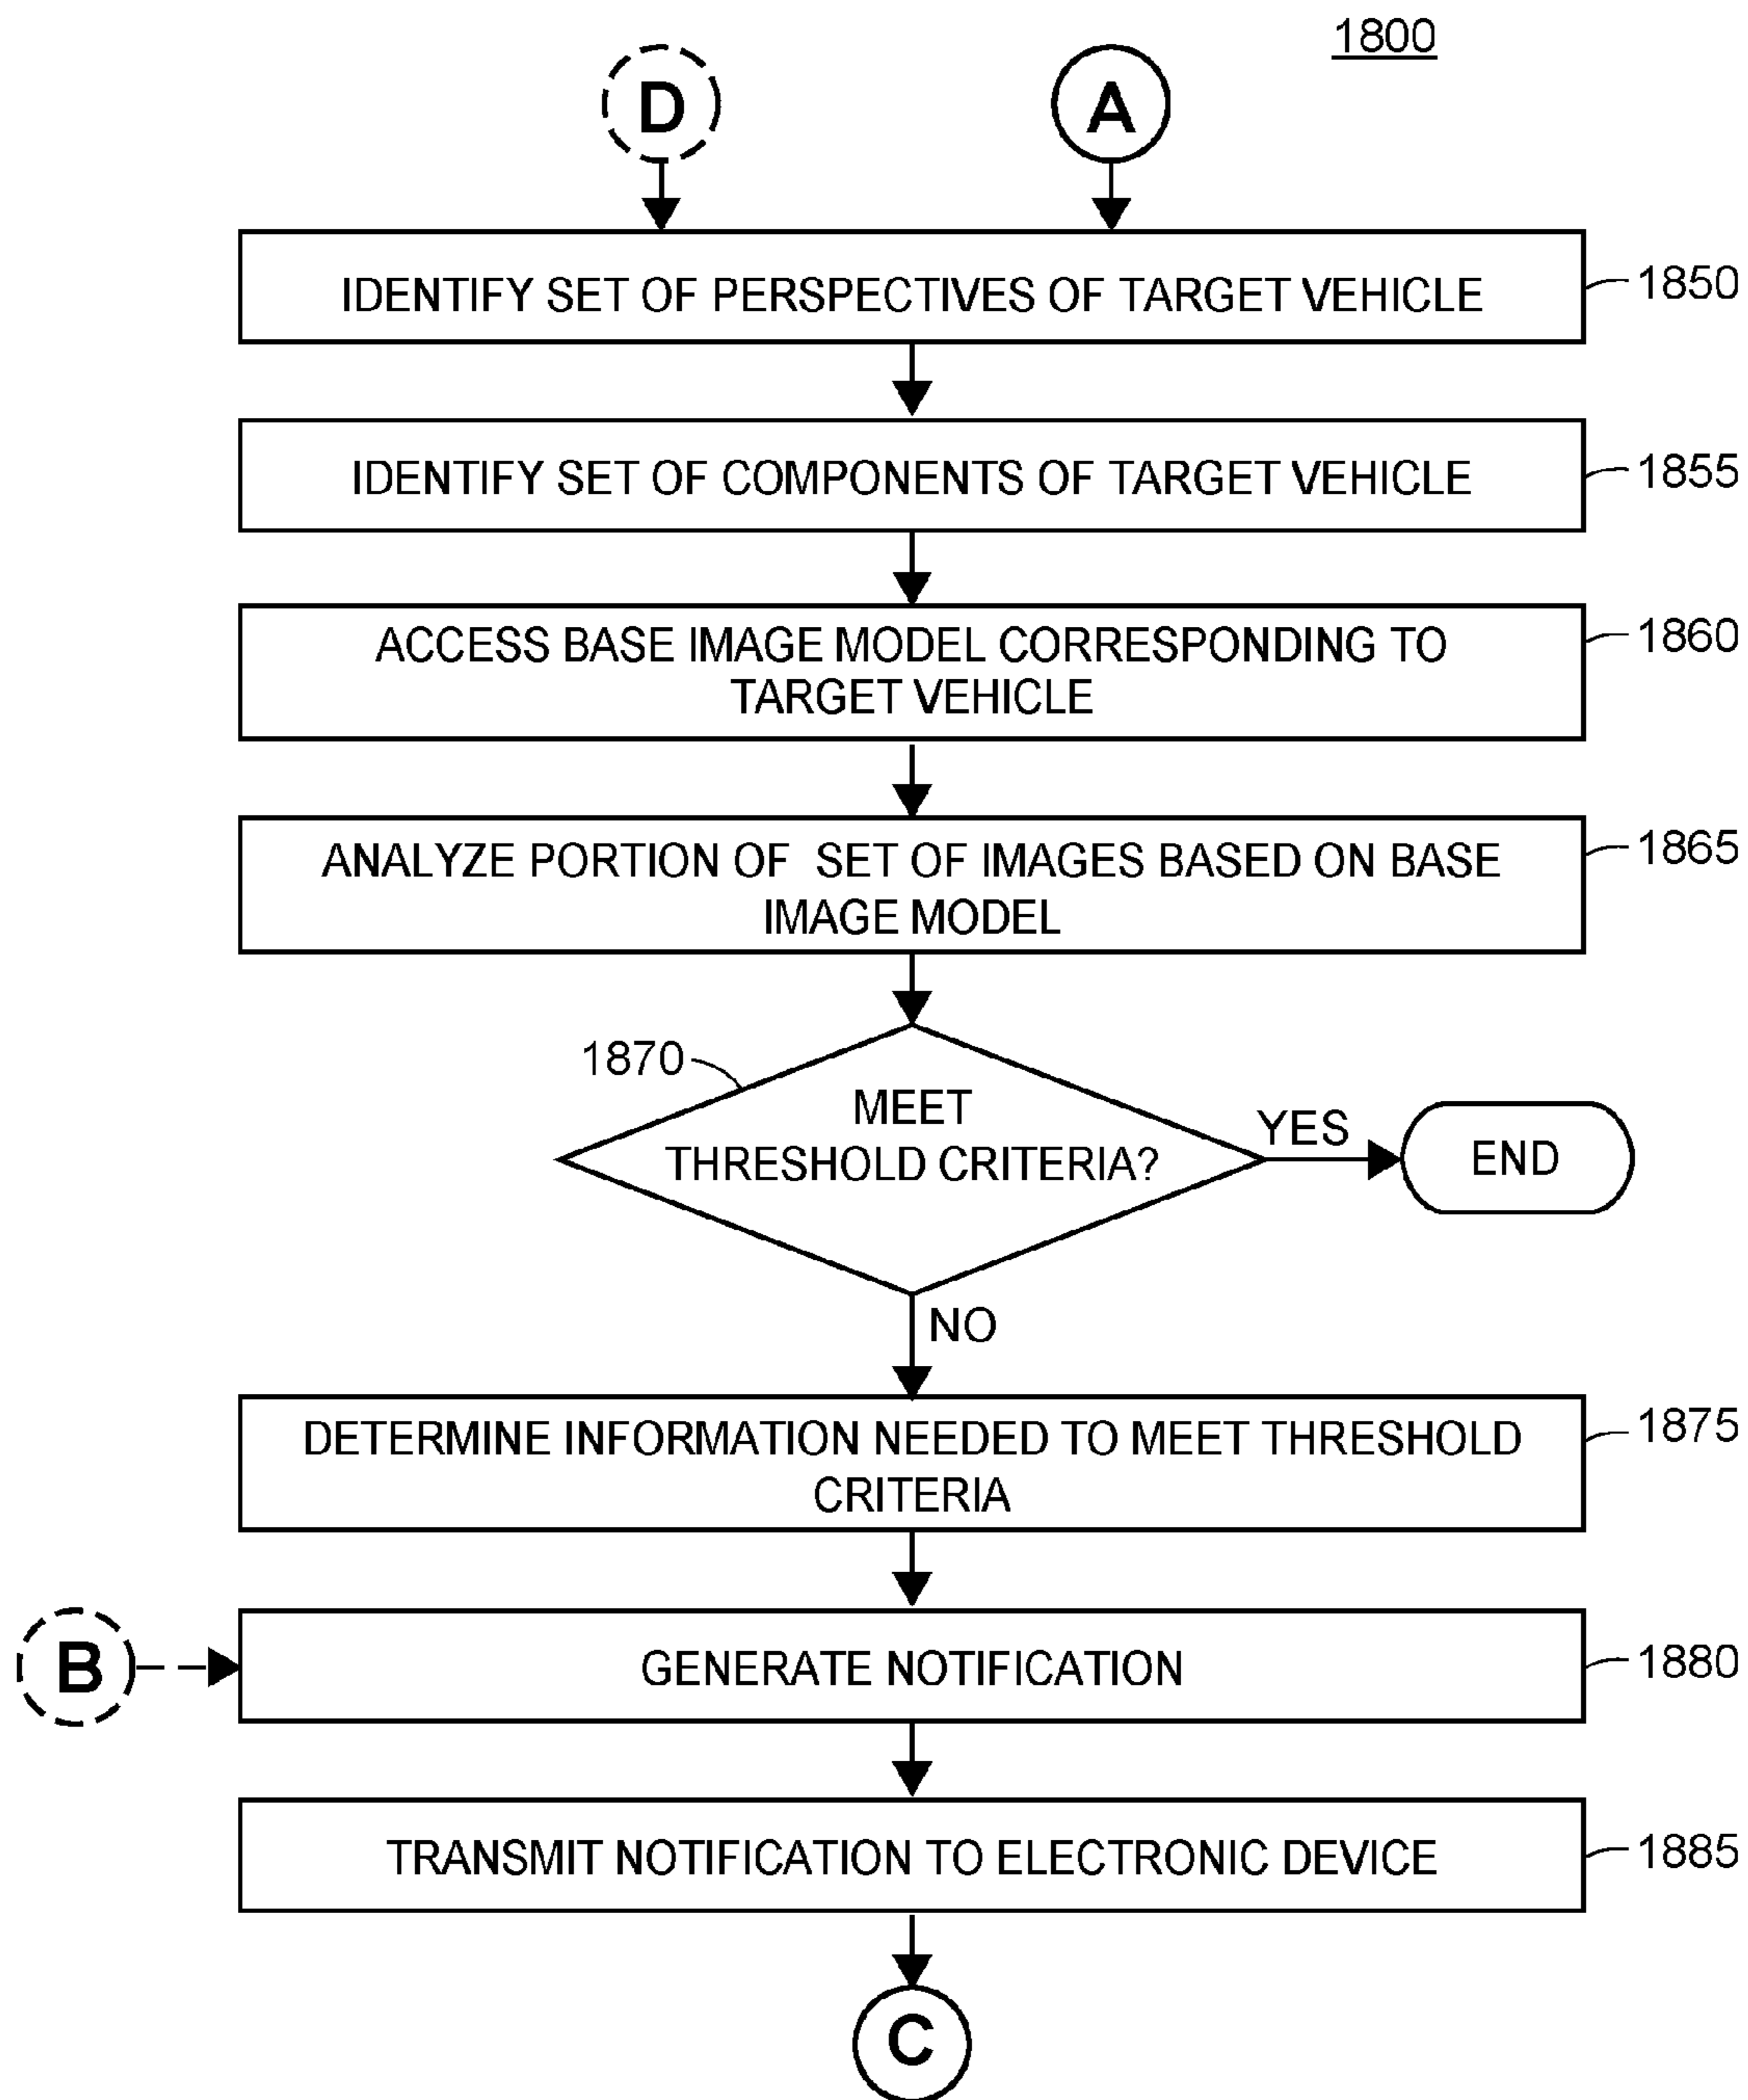 1800
D
A
IDENTIFY SET OF PERSPECTIVES OF TARGET VEHICLE
1850
IDENTIFY SET OF COMPONENTS OF TARGET VEHICLE
1855
ACCESS BASE IMAGE MODEL CORRESPONDING TO
TARGET VEHICLE
1860
ANALYZE PORTION OF SET OF IMAGES BASED ON BASE
IMAGE MODEL
1865
1870
MEET
THRESHOLD CRITERIA?
YES
END
NO
DETERMINE INFORMATION NEEDED TO MEET THRESHOLD
CRITERIA
1875
B
GENERATE NOTIFICATION
1880
TRANSMIT NOTIFICATION TO ELECTRONIC DEVICE
1885
C